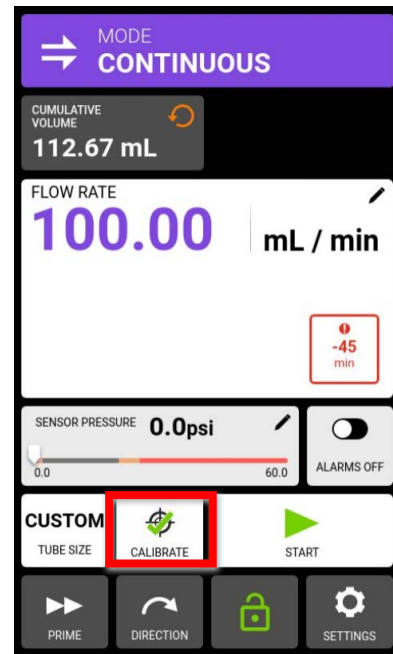 MODE
CONTINUOUS
CUMULATIVE
VOLUME
112.67 mL
FLOW RATE
100.00 mL / min
-45
min
SENSOR PRESSURE 0.0psi
0.0 60.0
ALARMS OFF
CUSTOM
TUBE SIZE
CALIBRATE
START
PRIME
DIRECTION
SETTINGS